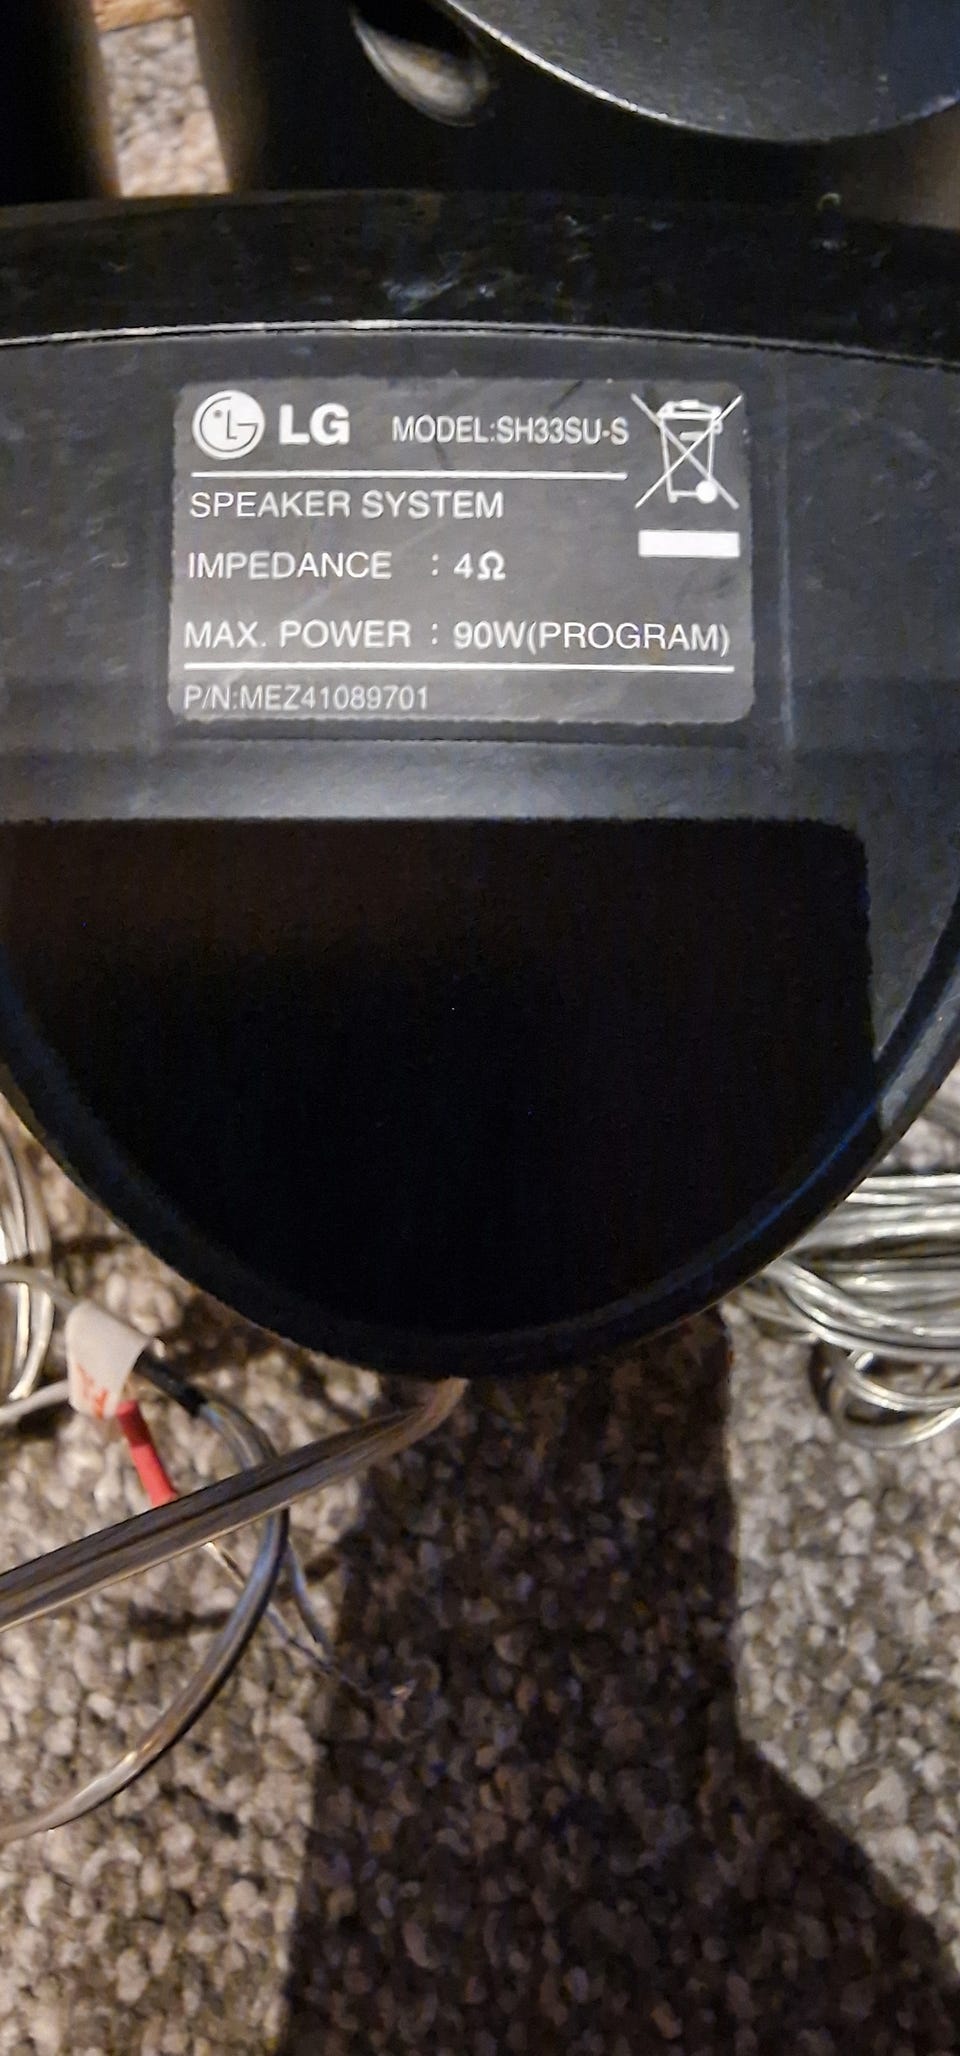 LG MODEL:SH33SU-S
SPEAKER SYSTEM
IMPEDANCE : 4Ω
MAX. POWER : 90W(PROGRAM)
P/N:MEZ41089701